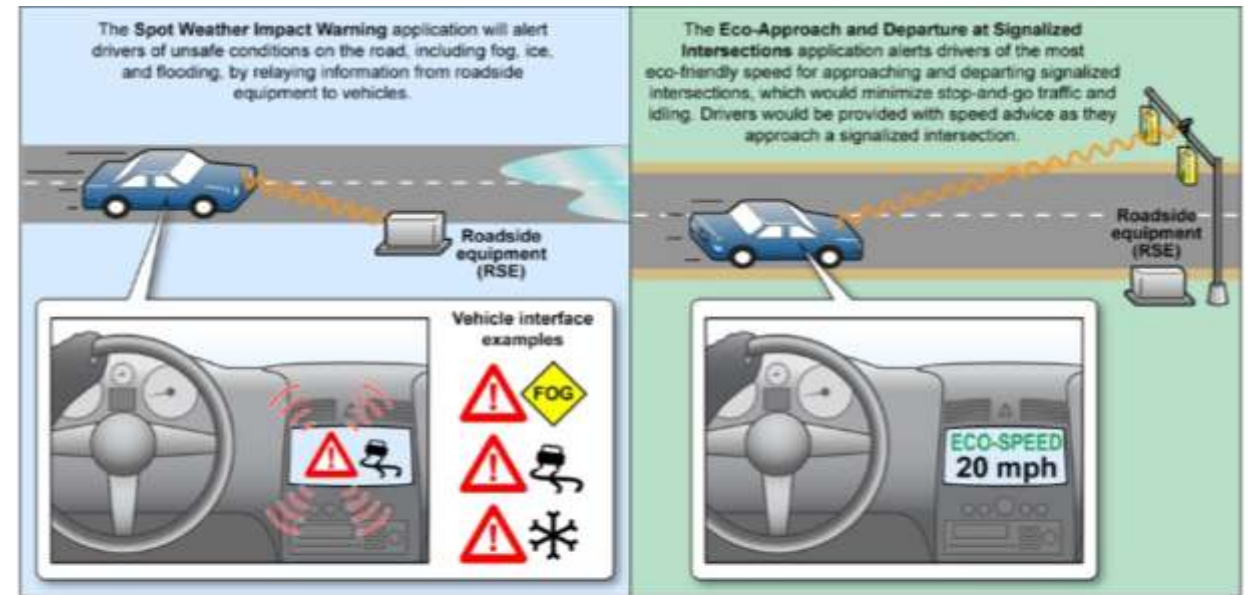 The Spot Weather Impact Warning application will alert
drivers of unsafe conditions on the road, including fog, ice,
and flooding, by relaying information from roadside
equipment to vehicles.
Roadside
equipment
(RSE)
Vehicle interface
examples
FOG
The Eco-Approach and Departure at Signalized
Intersections application alerts drivers of the most
eco-friendly speed for approaching and departing signalized
intersections, which would minimize stop-and-go traffic and
idling. Drivers would be provided with speed advice as they
approach a signalized intersection.
Roadside
equipment
(RSE)
ECO-SPEED
20 mph